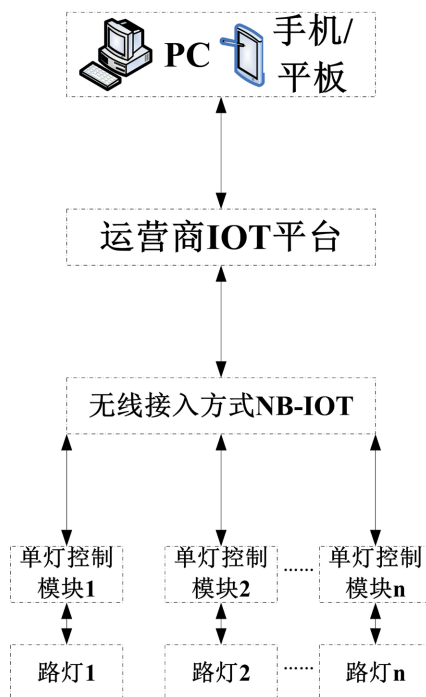 PC 手机/
平板
运营商IOT平台
无线接入方式NB-IOT
单灯控制 单灯控制 …… 单灯控制
模块1 模块2 模块n
路灯1 路灯2 …… 路灯n